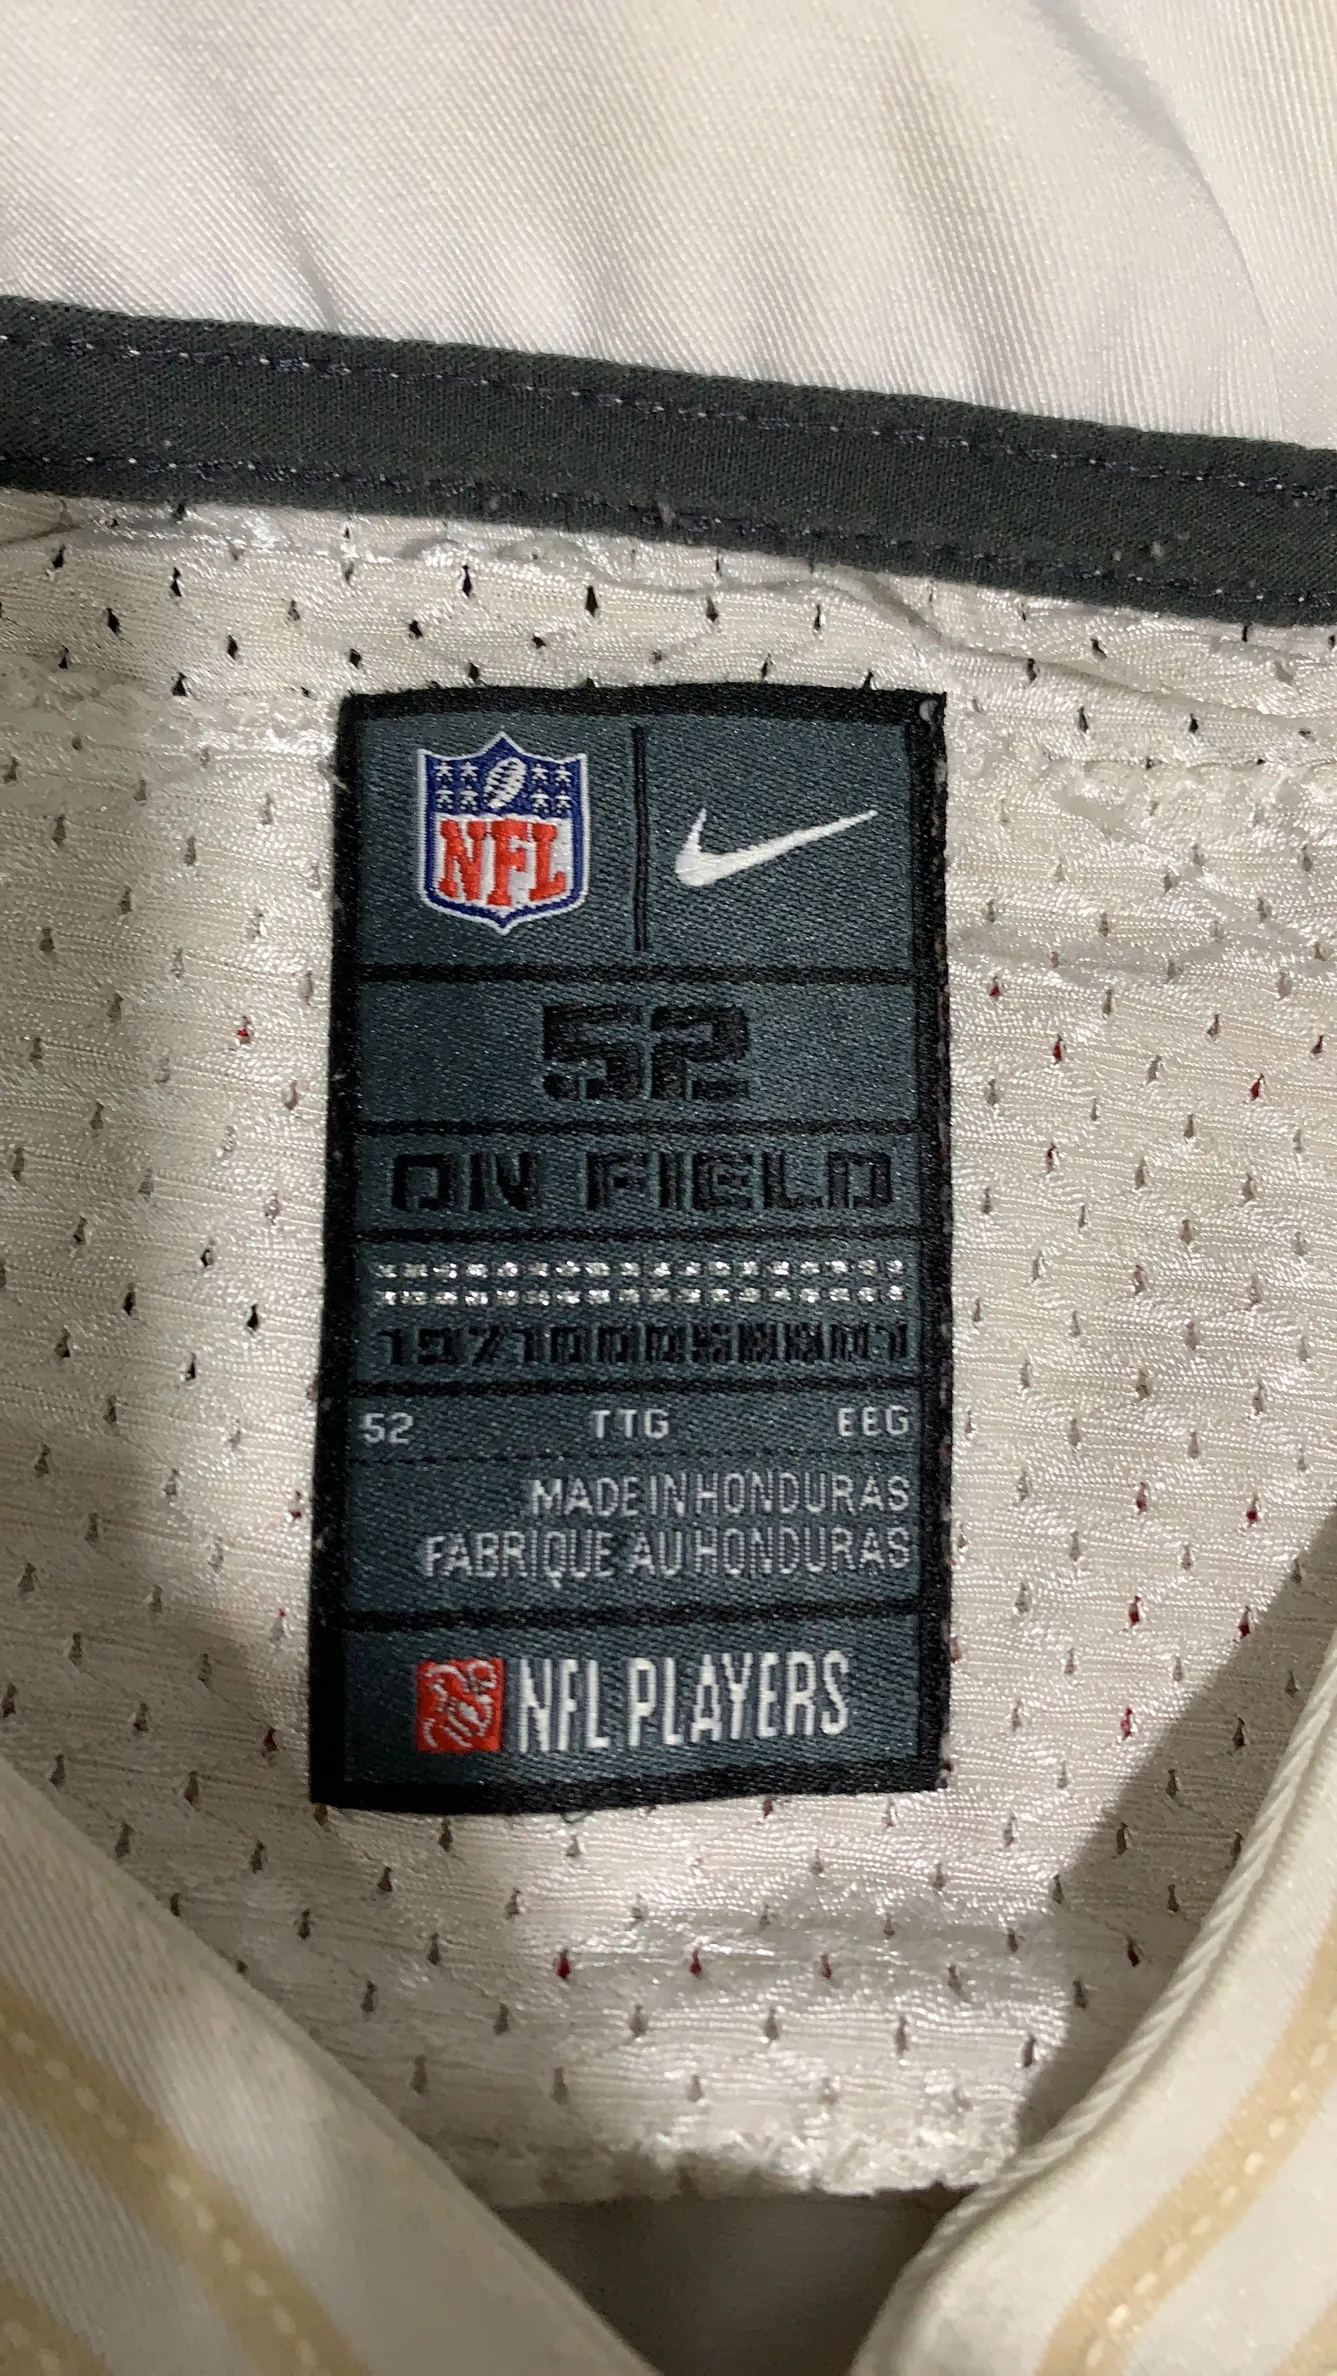 NFL
52
ON FIELD
52 TTG EEG
MADE IN HONDURAS
FABRIQUE AU HONDURAS
NFL PLAYERS